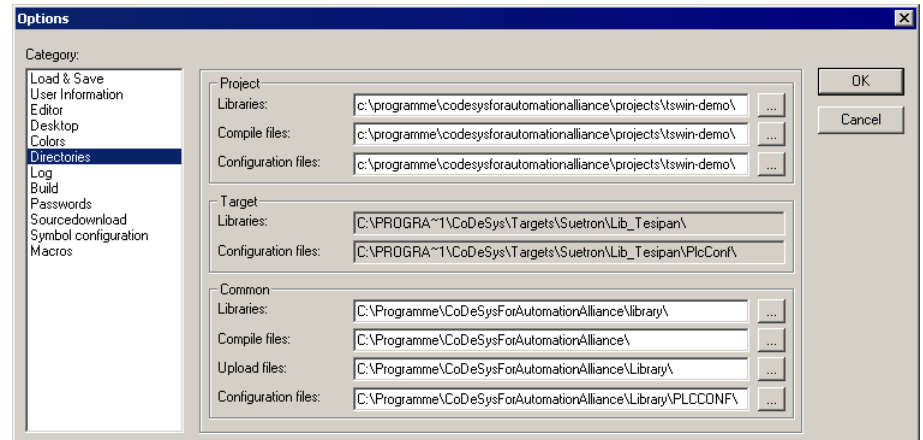 Options
Category:
Load & Save
User Information
Editor
Desktop
Colors
Directories
Log
Build
Passwords
Sourcedownload
Symbol configuration
Macros
Project
Libraries: c:\programme\codesysforautomationalliance\projects\tswin-demo\ ...
Compile files: c:\programme\codesysforautomationalliance\projects\tswin-demo\ ...
Configuration files: c:\programme\codesysforautomationalliance\projects\tswin-demo\ ...
Target
Libraries: C:\PROGRA~1\CoDeSys\Targets\Suetron\Lib_Tesipan\
Configuration files: C:\PROGRA~1\CoDeSys\Targets\Suetron\Lib_Tesipan\PlcConf\
Common
Libraries: C:\Programme\CoDeSysForAutomationAlliance\library\ ...
Compile files: C:\Programme\CoDeSysForAutomationAlliance\ ...
Upload files: C:\Programme\CoDeSysForAutomationAlliance\Library\ ...
Configuration files: C:\Programme\CoDeSysForAutomationAlliance\Library\PLCCONF\ ...
OK
Cancel